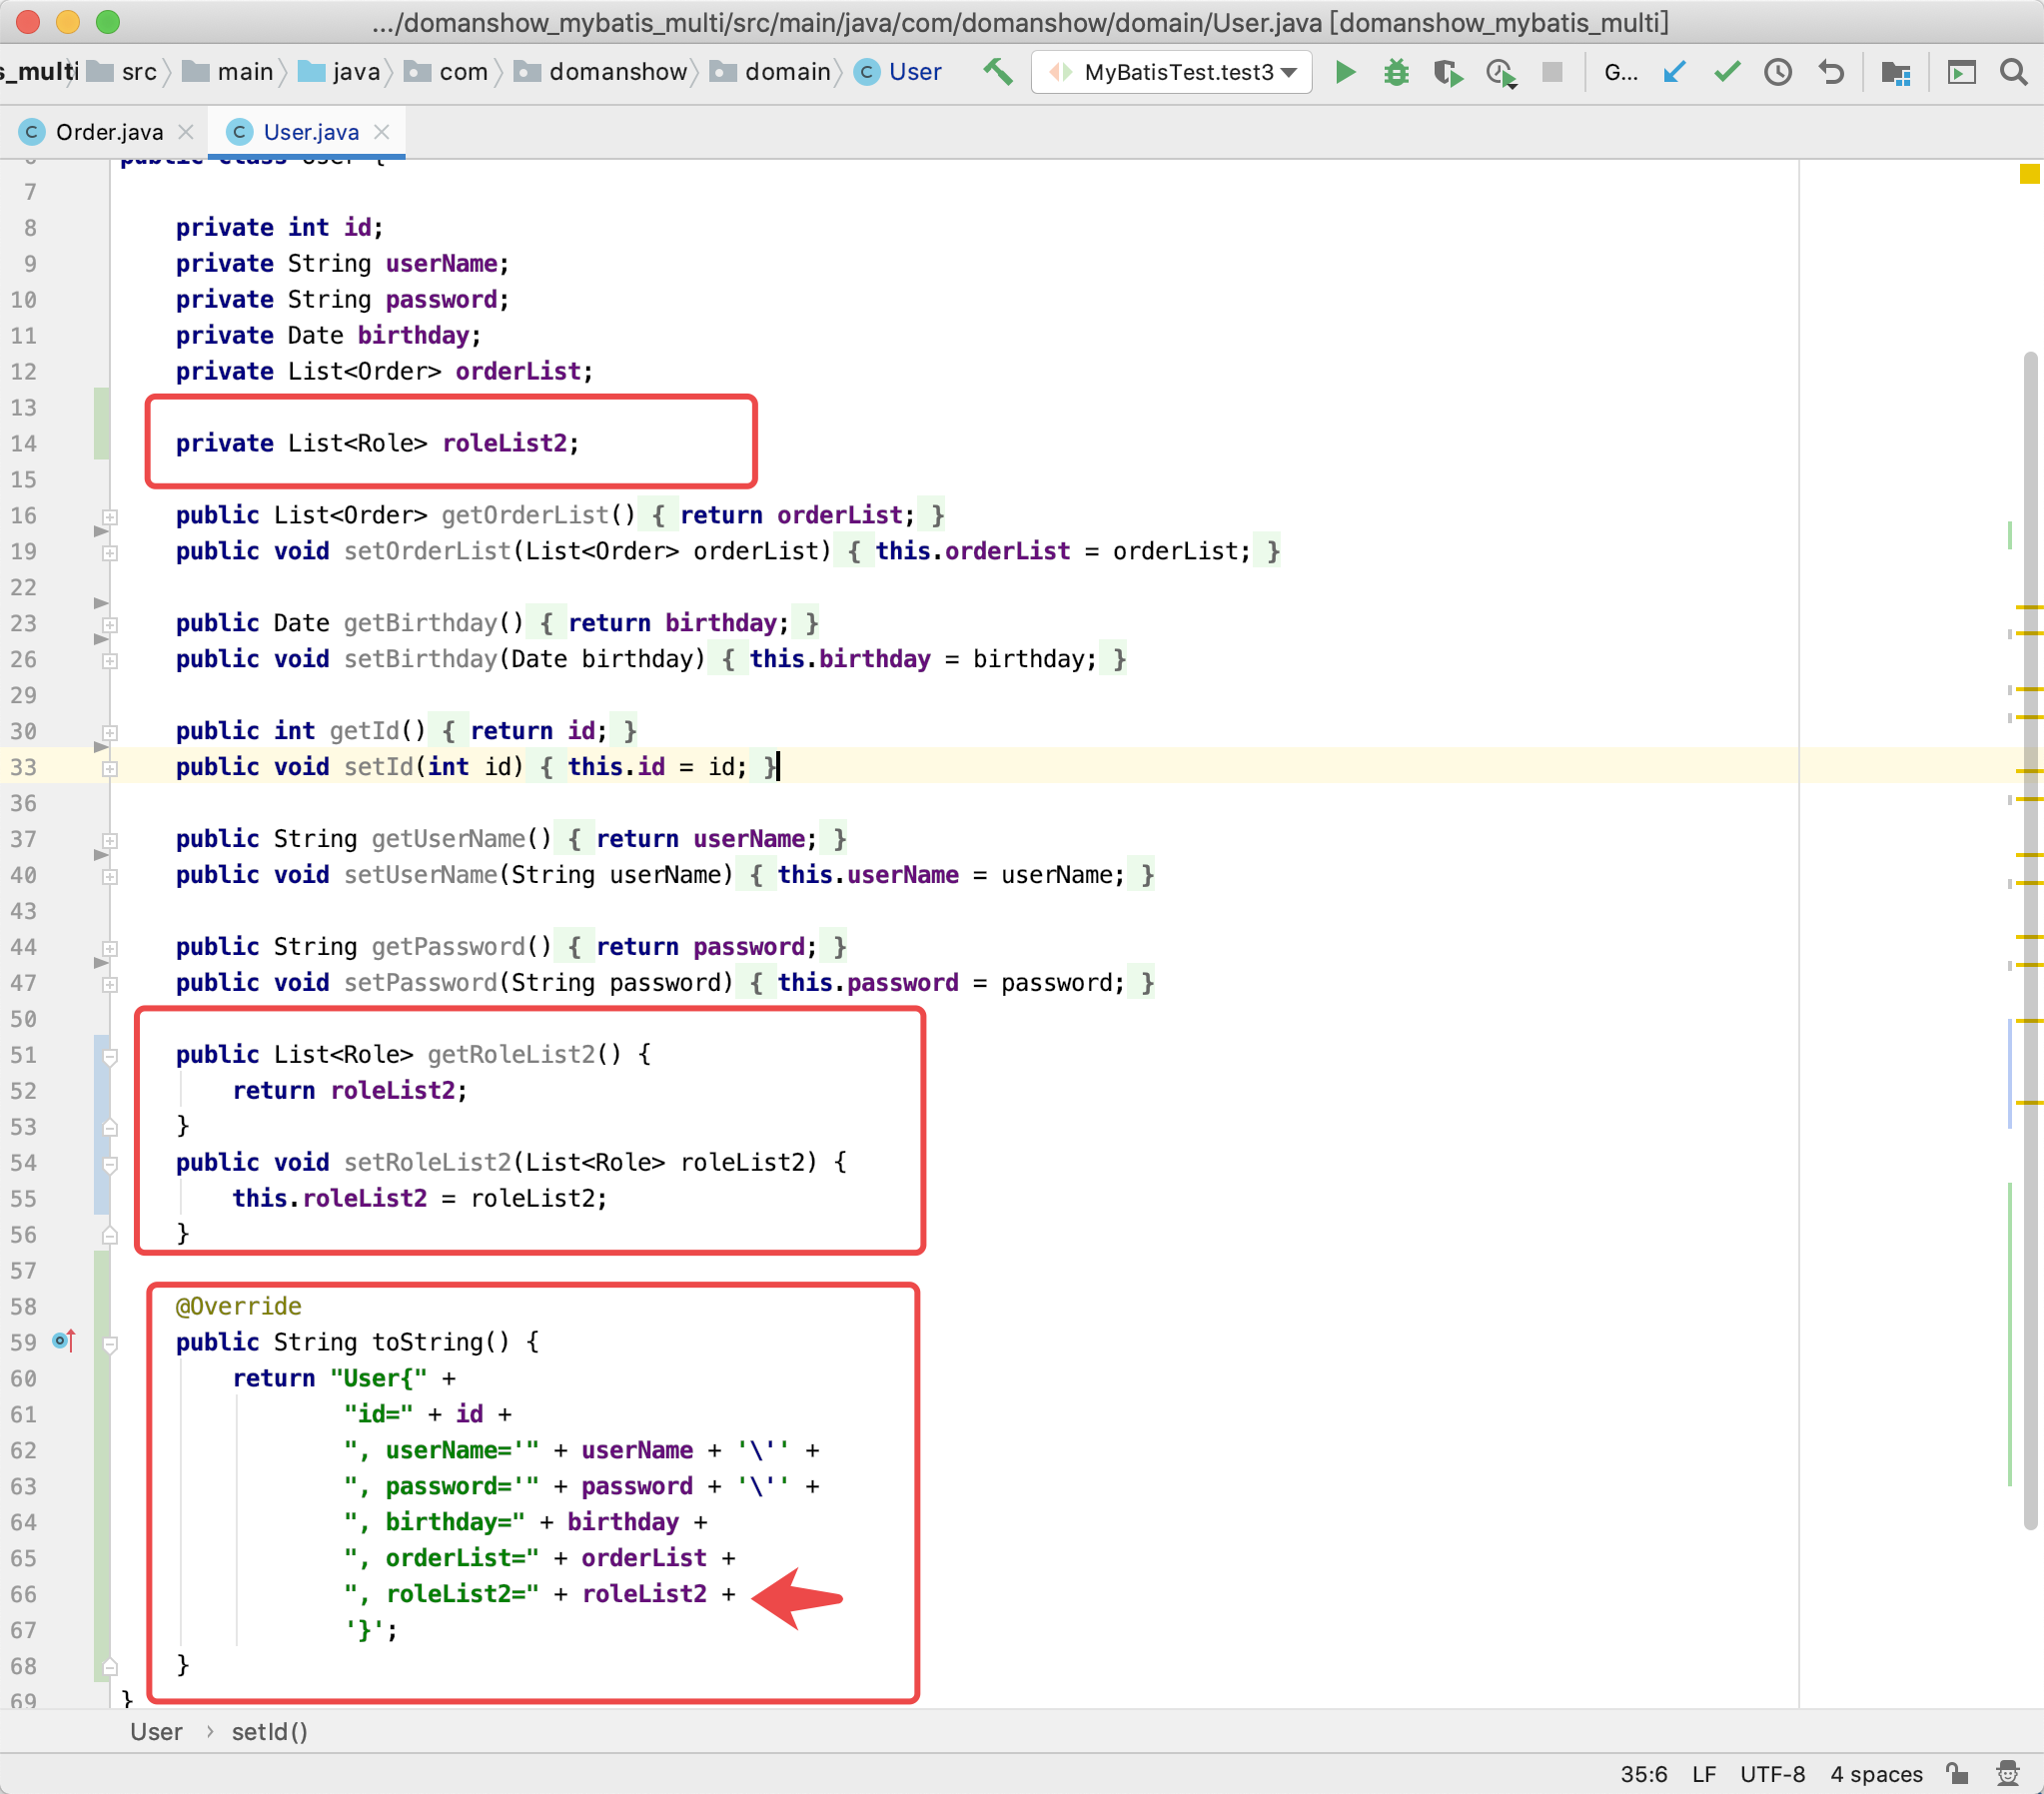 .../domanshow_mybatis_multi/src/main/java/com/domanshow/domain/User.java [domanshow_mybatis_multi]
s_multi src main java com domanshow domain User MyBatisTest.test3 G...
Order.java User.java
6 public class User {
7
8 private int id;
9 private String userName;
10 private String password;
11 private Date birthday;
12 private List<Order> orderList;
13
14 private List<Role> roleList2;
15
16 public List<Order> getOrderList() { return orderList; }
19 public void setOrderList(List<Order> orderList) { this.orderList = orderList; }
22
23 public Date getBirthday() { return birthday; }
26 public void setBirthday(Date birthday) { this.birthday = birthday; }
29
30 public int getId() { return id; }
33 public void setId(int id) { this.id = id; }
36
37 public String getUserName() { return userName; }
40 public void setUserName(String userName) { this.userName = userName; }
43
44 public String getPassword() { return password; }
47 public void setPassword(String password) { this.password = password; }
50
51 public List<Role> getRoleList2() {
52 return roleList2;
53 }
54 public void setRoleList2(List<Role> roleList2) {
55 this.roleList2 = roleList2;
56 }
57
58 @Override
59 public String toString() {
60 return "User{" +
61 "id=" + id +
62 ", userName='" + userName + '\'' +
63 ", password='" + password + '\'' +
64 ", birthday=" + birthday +
65 ", orderList=" + orderList +
66 ", roleList2=" + roleList2 +
67 '}';
68 }
69 }
User › setId()
35:6 LF UTF-8 4 spaces